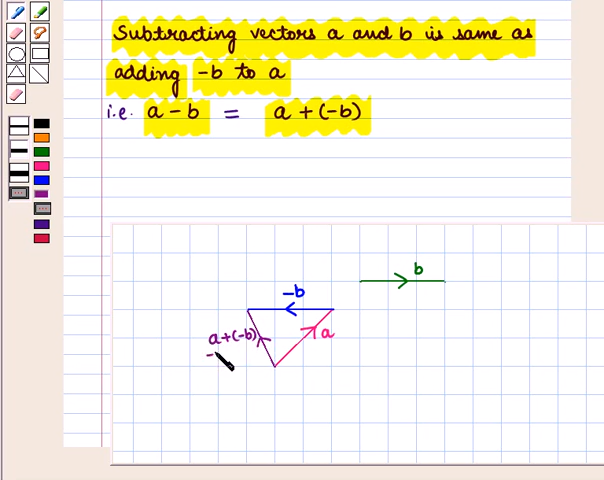 Subtracting vectors a and b is same as
adding -b to a
i.e. a - b = a + (-b)
b
-b
a+(-b)
a